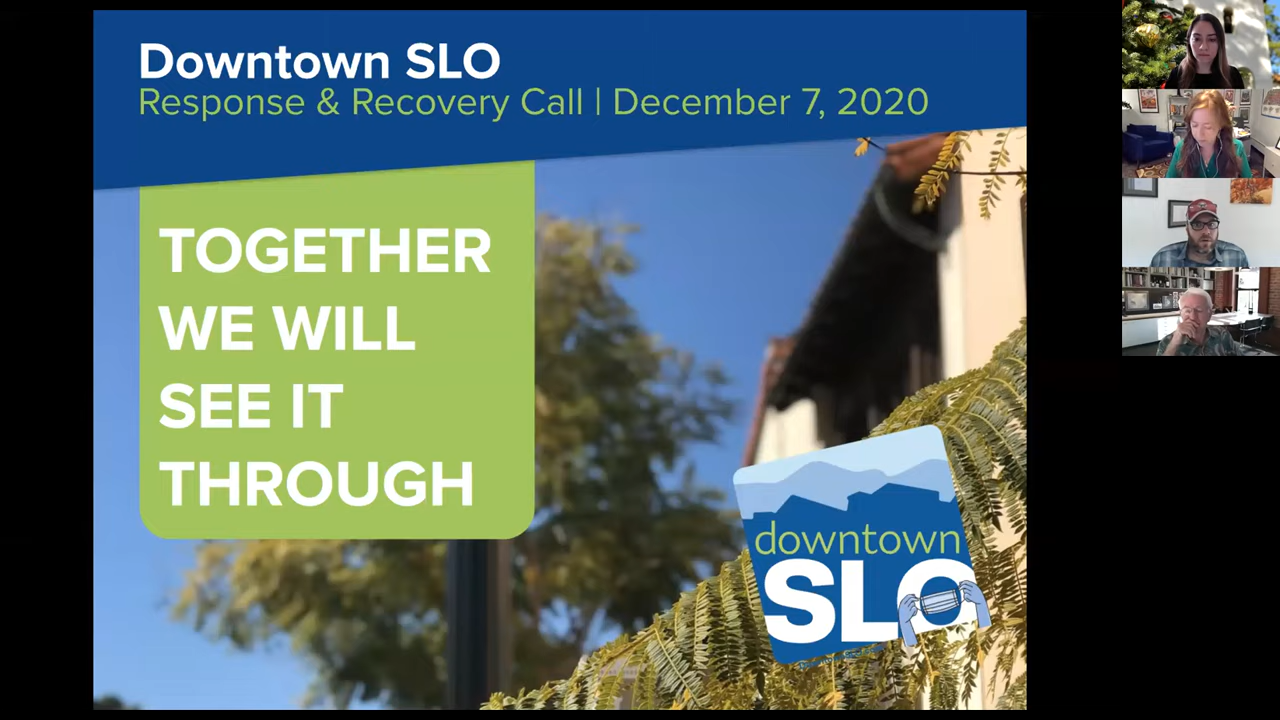 Downtown SLO
Response & Recovery Call | December 7, 2020
TOGETHER
WE WILL
SEE IT
THROUGH
downtown
SLO